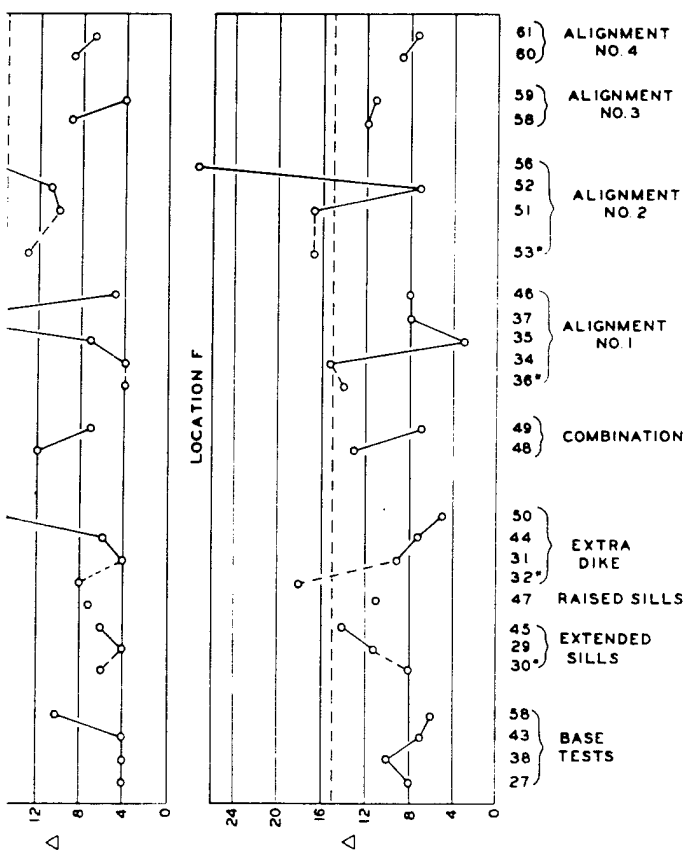 61
60
ALIGNMENT
NO. 4
59
58
ALIGNMENT
NO. 3
56
52
51
53*
ALIGNMENT
NO. 2
46
37
35
34
36*
ALIGNMENT
NO. 1
LOCATION F
49
48
COMBINATION
50
44
31
32*
EXTRA
DIKE
47 RAISED SILLS
45
29
30*
EXTENDED
SILLS
58
43
38
27
BASE
TESTS
12 8 4 0
24 20 16 12 8 4 0
Δ Δ